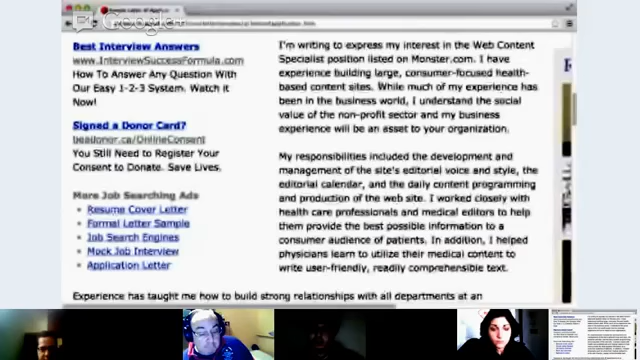 Google+
Best Interview Answers
www.InterviewSuccessFormula.com
How To Answer Any Question With
Our Easy 1-2-3 System. Watch it
Now!
Signed a Donor Card?
beadonor.ca/OnlineConsent
You Still Need to Register Your
Consent to Donate. Save Lives.
More Job Searching Ads
Resume Cover Letter
Formal Letter Sample
Job Search Engines
Mock Job Interview
Application Letter
I'm writing to express my interest in the Web Content
Specialist position listed on Monster.com. I have
experience building large, consumer-focused health-
based content sites. While much of my experience has
been in the business world, I understand the social
value of the non-profit sector and my business
experience will be an asset to your organization.
My responsibilities included the development and
management of the site's editorial voice and style, the
editorial calendar, and the daily content programming
and production of the web site. I worked closely with
health care professionals and medical editors to help
them provide the best possible information to a
consumer audience of patients. In addition, I helped
physicians learn to utilize their medical content to
write user-friendly, readily comprehensible text.
Experience has taught me how to build strong relationships with all departments at an